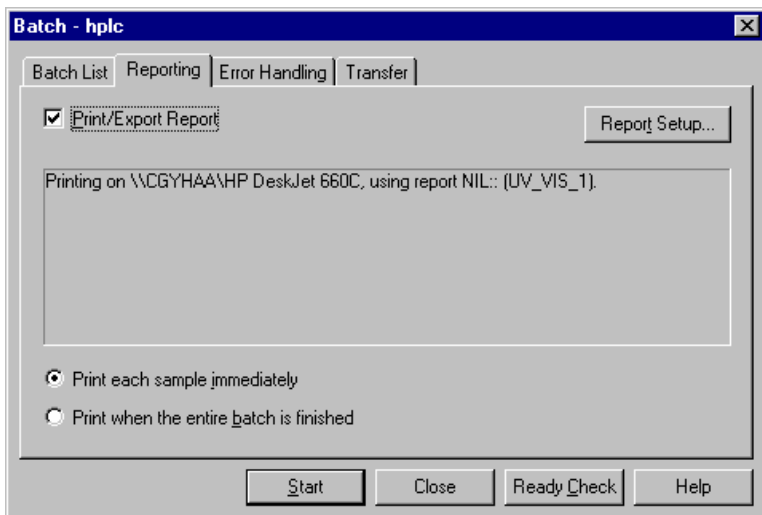 Batch - hplc
Batch List Reporting Error Handling Transfer
Print/Export Report
Report Setup...
Printing on \\CGYHAA\HP DeskJet 660C, using report NIL:: (UV_VIS_1).
Print each sample immediately
Print when the entire batch is finished
Start Close Ready Check Help